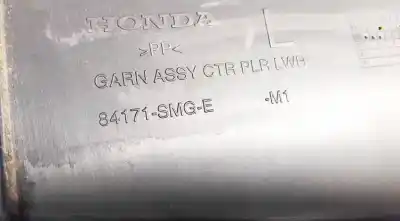 HONDA
>PP< L
GARN ASSY CTR PLR LWR
84171-SMG-E -M1